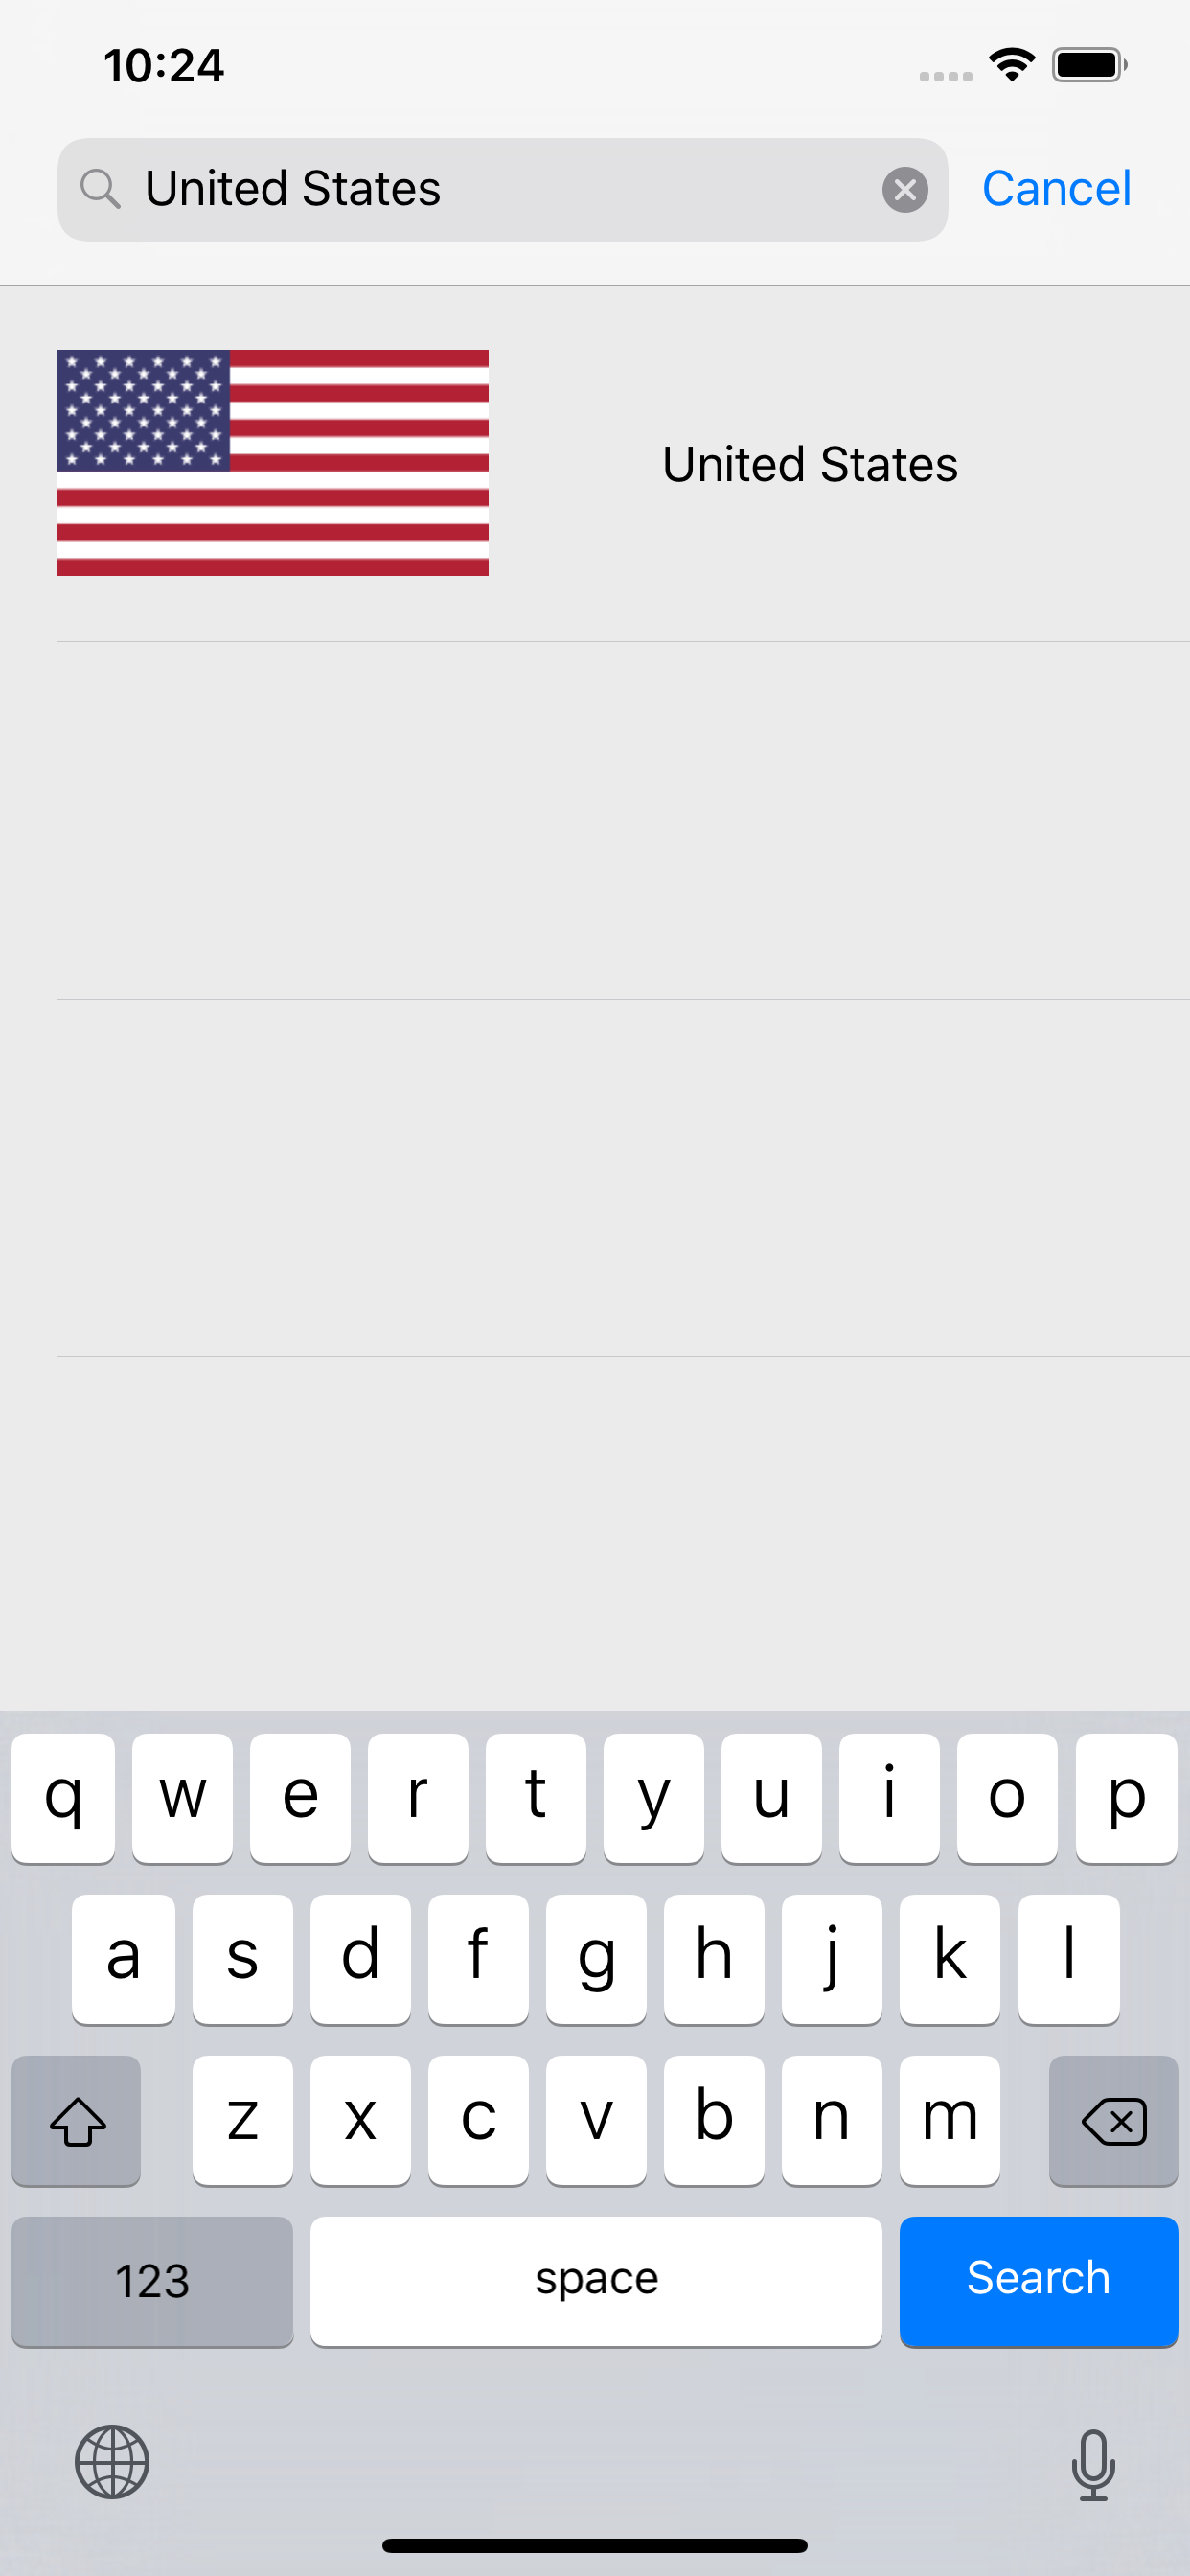 10:24
United States
Cancel
United States
q w e r t y u i o p
a s d f g h j k l
z x c v b n m
123 space Search